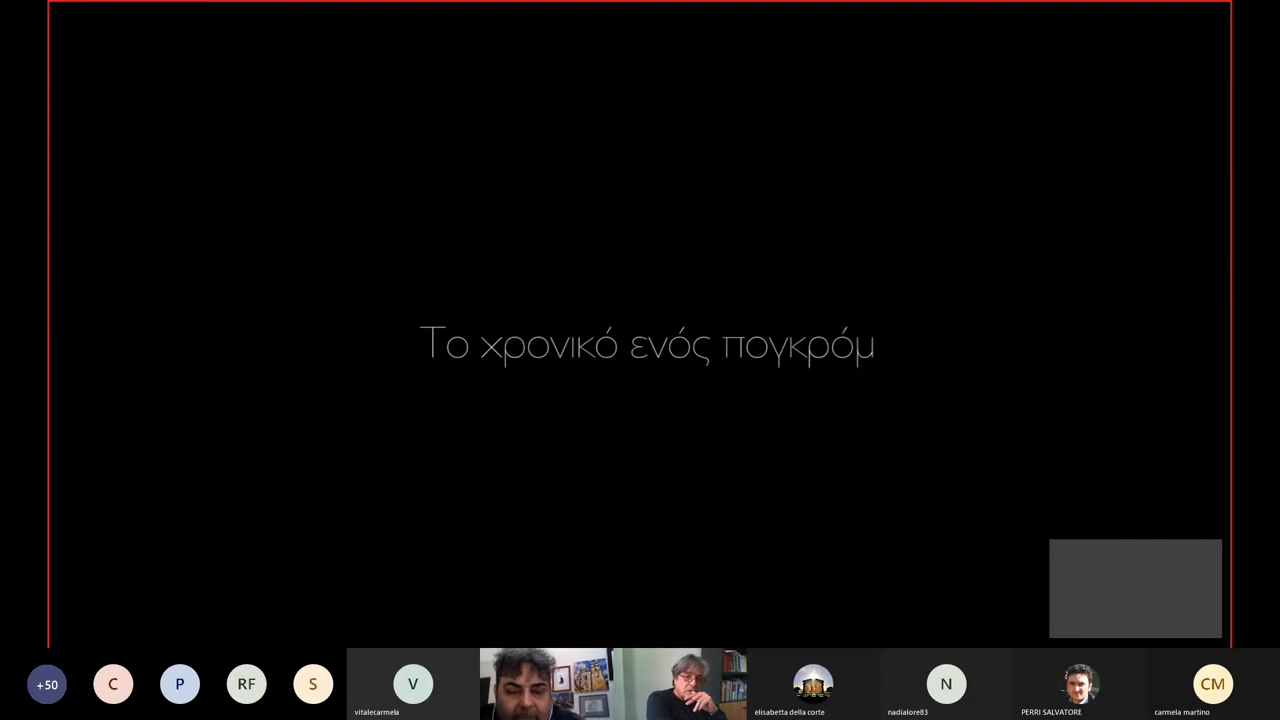 Το χρονικό ενός πογκρόμ
+50
C
P
RF
S
V
vitalecarmela
elisabetta della corte
N
nadialore83
PERRI SALVATORE
CM
carmela martino